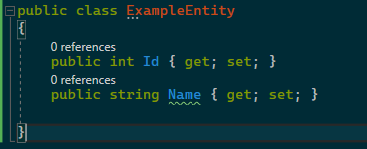 public class ExampleEntity
{
0 references
public int Id { get; set; }
0 references
public string Name { get; set; }
}